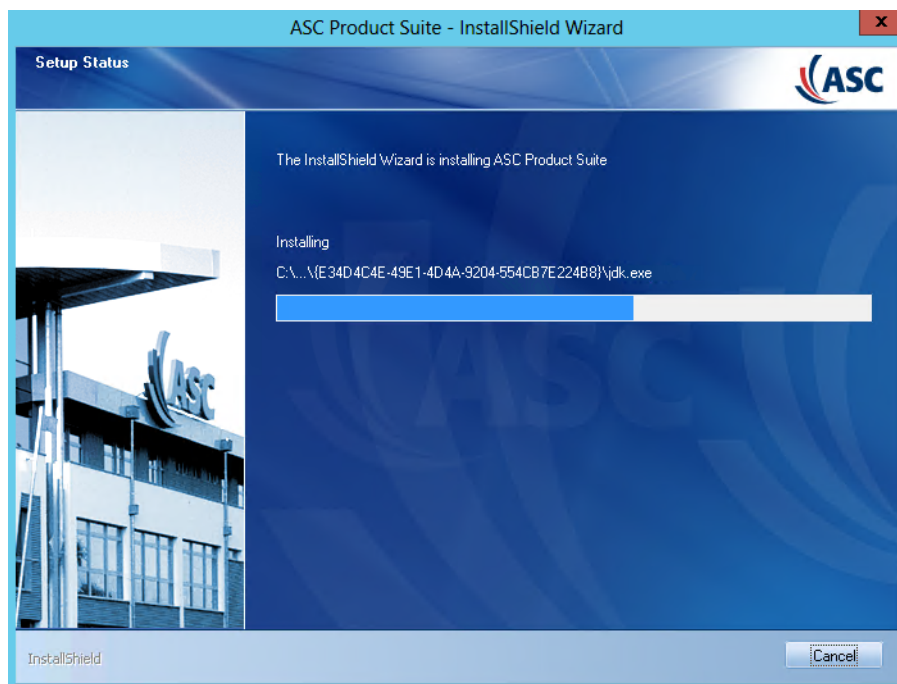 ASC Product Suite - InstallShield Wizard
x
Setup Status
ASC
The InstallShield Wizard is installing ASC Product Suite
Installing
C:\...\{E34D4C4E-49E1-4D4A-9204-554CB7E224B8}\jdk.exe
ASC
ASC
InstallShield
Cancel